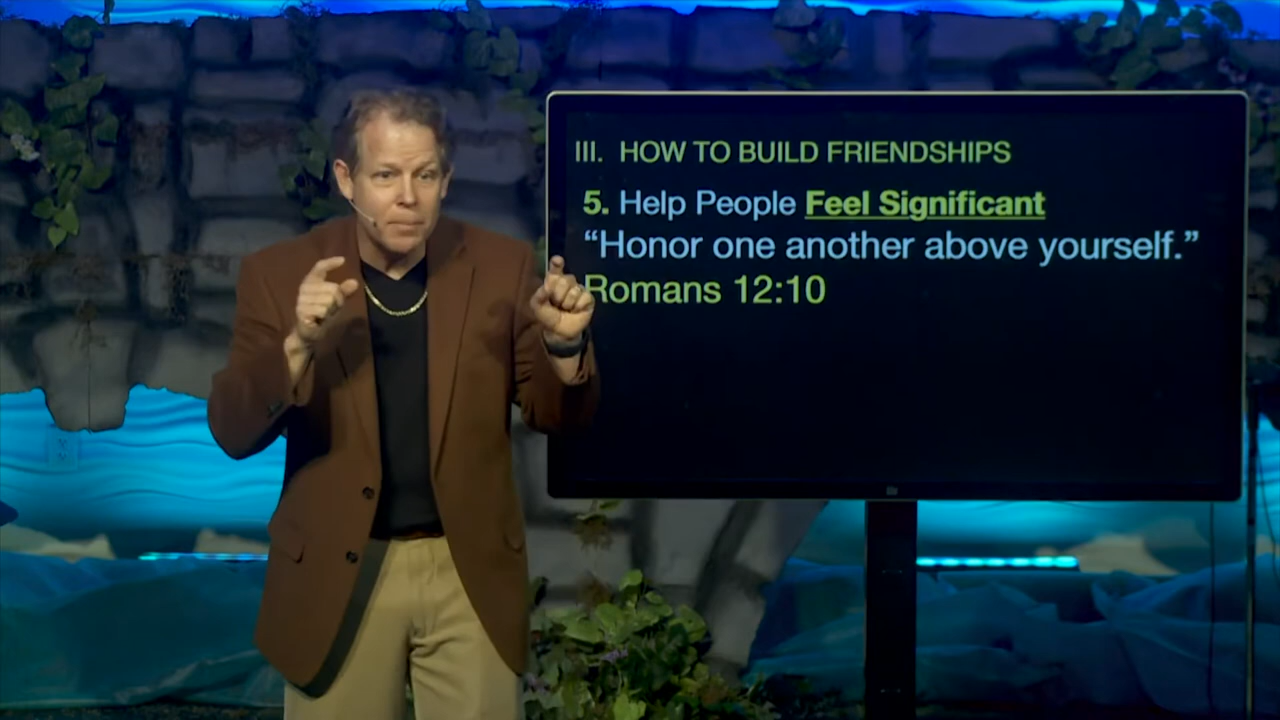 III. HOW TO BUILD FRIENDSHIPS
5. Help People Feel Significant
“Honor one another above yourself.”
Romans 12:10